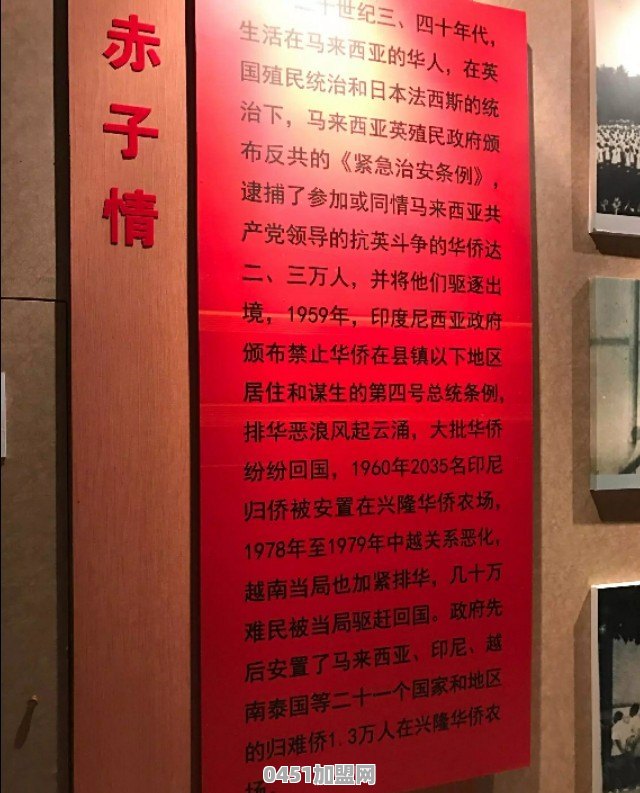 赤子情
二十世纪三、四十年代，
生活在马来西亚的华人，在英
国殖民统治和日本法西斯的统
治下，马来西亚英殖民政府颁
布反共的《紧急治安条例》，
逮捕了参加或同情马来西亚共
产党领导的抗英斗争的华侨达
二、三万人，并将他们驱逐出
境，1959年，印度尼西亚政府
颁布禁止华侨在县镇以下地区
居住和谋生的第四号总统条例，
排华恶浪风起云涌，大批华侨
纷纷回国，1960年2035名印尼
归侨被安置在兴隆华侨农场，
1978年至1979年中越关系恶化，
越南当局也加紧排华，几十万
难民被当局驱赶回国。政府先
后安置了马来西亚、印尼、越
南泰国等二十一个国家和地区
的归难侨1.3万人在兴隆华侨农
场
0451加盟网